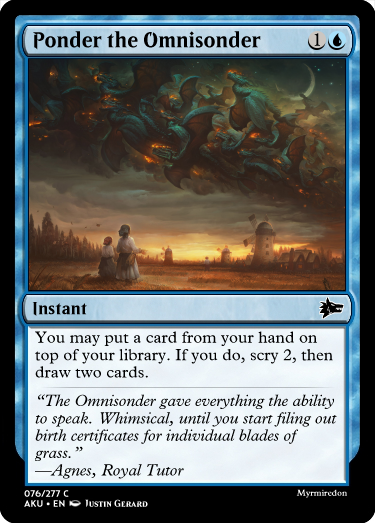 Ponder the Omnisonder 1
Instant
You may put a card from your hand on
top of your library. If you do, scry 2, then
draw two cards.
“The Omnisonder gave everything the ability
to speak. Whimsical, until you start filing out
birth certificates for individual blades of
grass.”
—Agnes, Royal Tutor
076/277 C
Myrmiredon
AKU • EN Justin Gerard